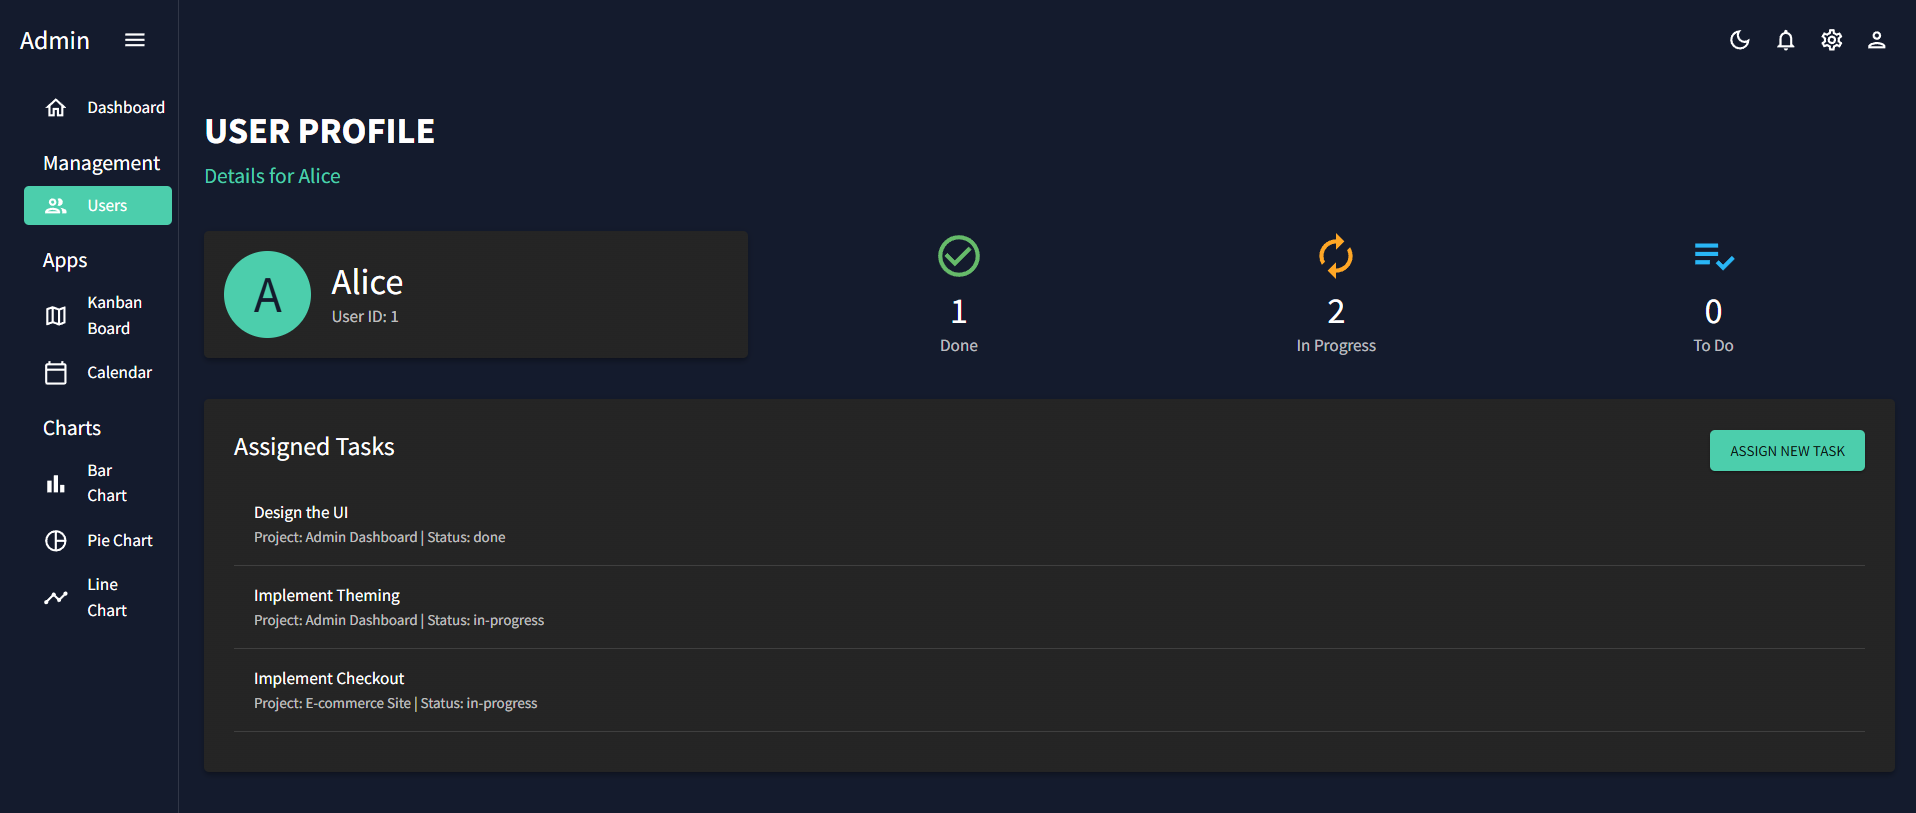 Admin
Dashboard
Management
Users
Apps
Kanban
Board
Calendar
Charts
Bar
Chart
Pie Chart
Line
Chart
USER PROFILE
Details for Alice
A
Alice
User ID: 1
1
Done
2
In Progress
0
To Do
Assigned Tasks
ASSIGN NEW TASK
Design the UI
Project: Admin Dashboard | Status: done
Implement Theming
Project: Admin Dashboard | Status: in-progress
Implement Checkout
Project: E-commerce Site | Status: in-progress